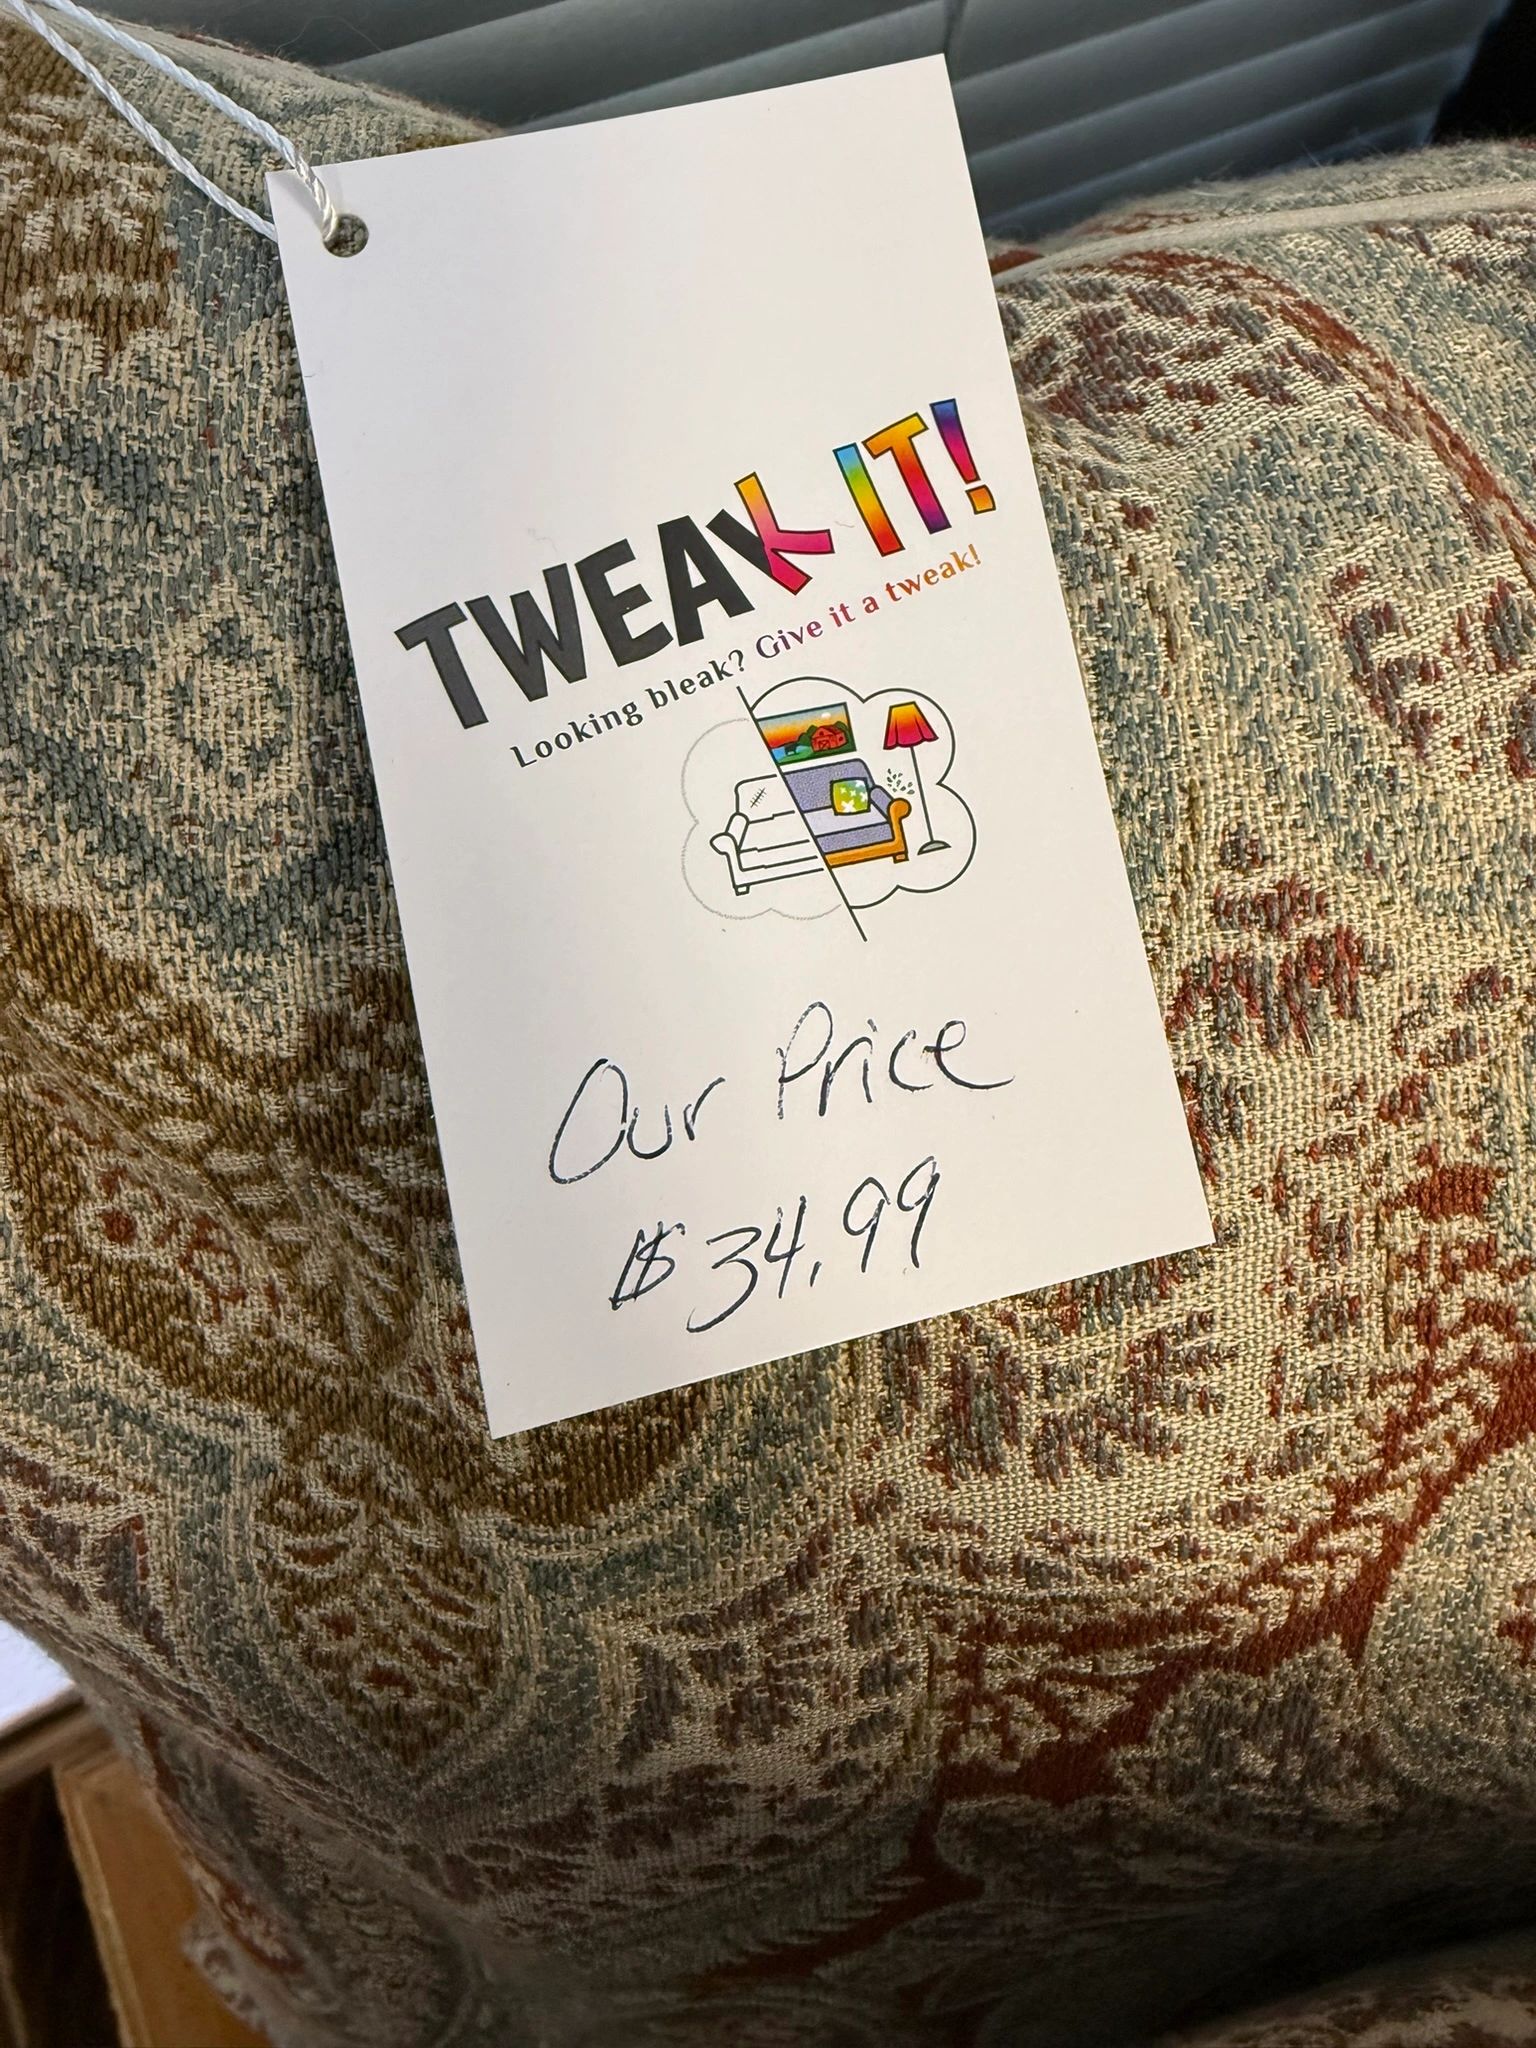 TWEAK IT!
Looking bleak? Give it a tweak!
Our Price
$34.99